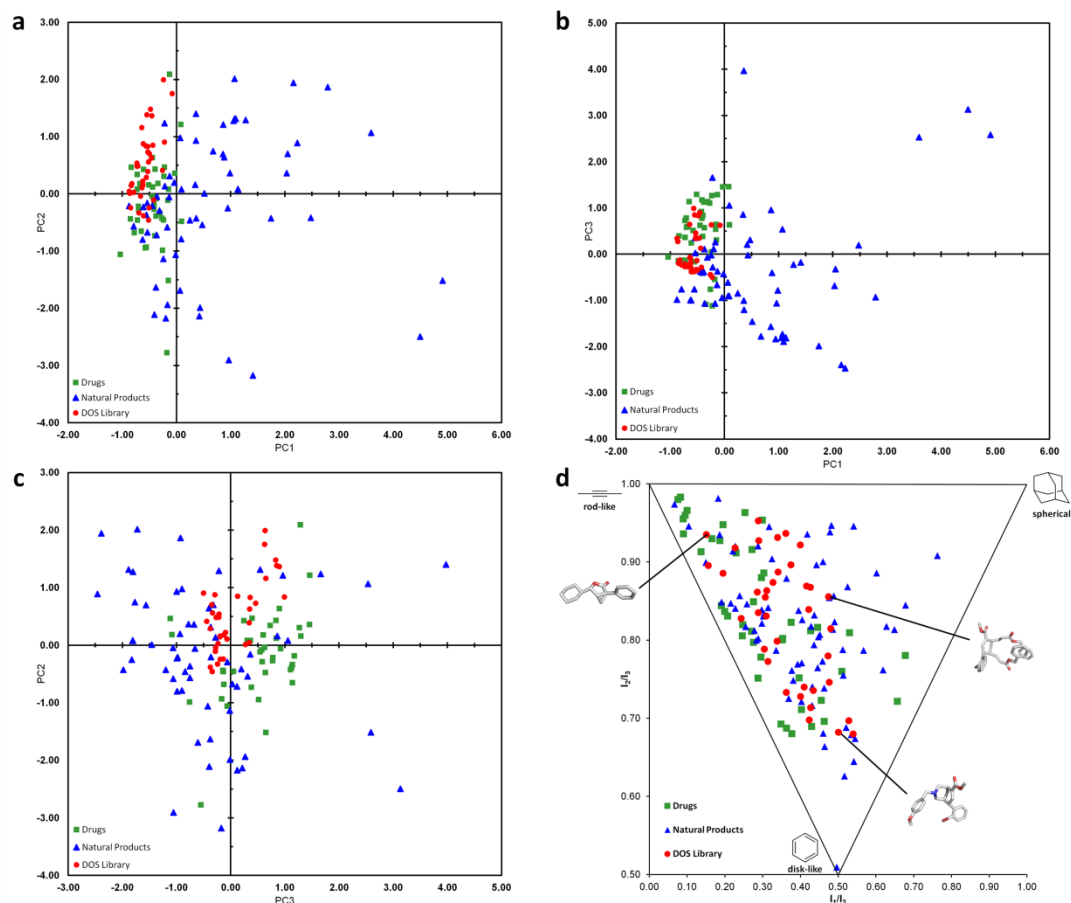 a
3.00
2.00
1.00
0.00
-1.00
-2.00
-3.00
-4.00
PC2
Drugs
Natural Products
DOS Library
-2.00 -1.00 0.00 1.00 2.00 3.00 4.00 5.00 6.00
PC1
b
5.00
4.00
3.00
2.00
1.00
0.00
-1.00
-2.00
-3.00
-4.00
PC3
Drugs
Natural Products
DOS Library
-2.00 -1.00 0.00 1.00 2.00 3.00 4.00 5.00 6.00
PC1
c
3.00
2.00
1.00
0.00
-1.00
-2.00
-3.00
-4.00
PC2
Drugs
Natural Products
DOS Library
-3.00 -2.00 -1.00 0.00 1.00 2.00 3.00 4.00 5.00
PC3
d
rod-like
spherical
1.00
0.90
0.80
0.70
0.60
0.50
I2/I3
Drugs
Natural Products
DOS Library
disk-like
0.00 0.10 0.20 0.30 0.40 0.50 0.60 0.70 0.80 0.90 1.00
I1/I3